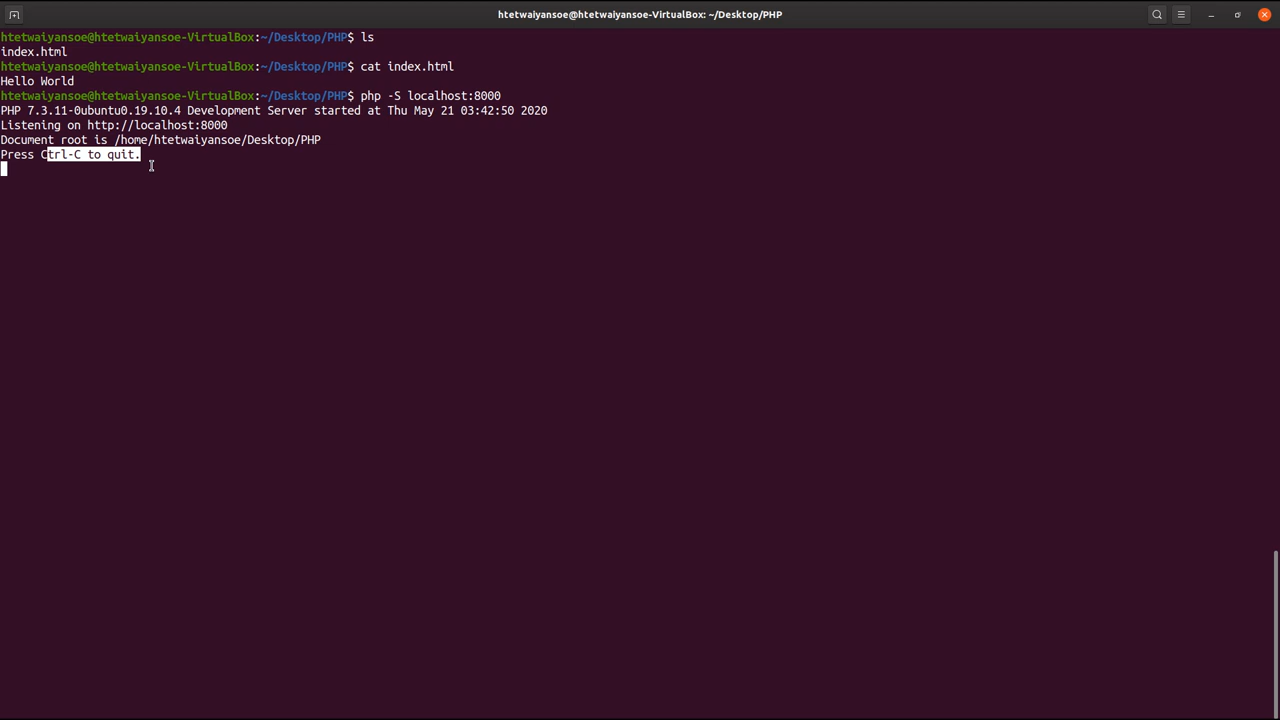 htetwaiyansoe@htetwaiyansoe-VirtualBox: ~/Desktop/PHP
htetwaiyansoe@htetwaiyansoe-VirtualBox:~/Desktop/PHP$ ls
index.html
htetwaiyansoe@htetwaiyansoe-VirtualBox:~/Desktop/PHP$ cat index.html
Hello World
htetwaiyansoe@htetwaiyansoe-VirtualBox:~/Desktop/PHP$ php -S localhost:8000
PHP 7.3.11-0ubuntu0.19.10.4 Development Server started at Thu May 21 03:42:50 2020
Listening on http://localhost:8000
Document root is /home/htetwaiyansoe/Desktop/PHP
Press Ctrl-C to quit.